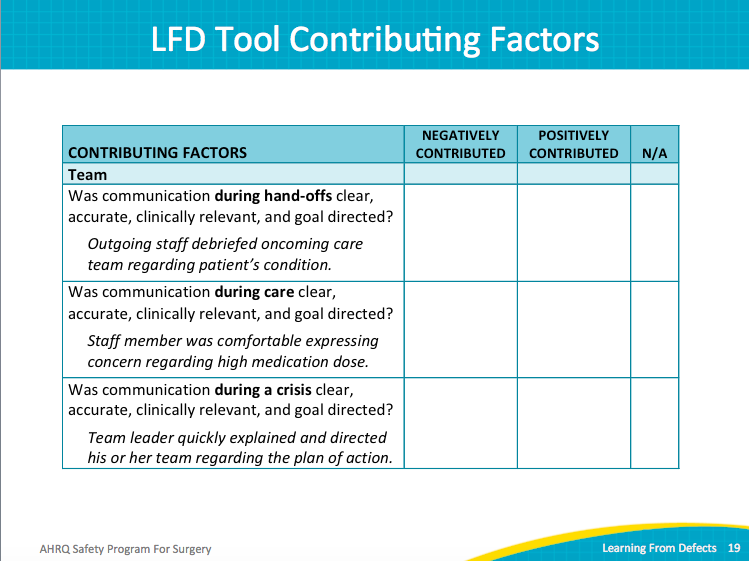 LFD Tool Contributing Factors
CONTRIBUTING FACTORS
NEGATIVELY
CONTRIBUTED
POSITIVELY
CONTRIBUTED
N/A
Team
Was communication during hand-offs clear,
accurate, clinically relevant, and goal directed?
Outgoing staff debriefed oncoming care
team regarding patient’s condition.
Was communication during care clear,
accurate, clinically relevant, and goal directed?
Staff member was comfortable expressing
concern regarding high medication dose.
Was communication during a crisis clear,
accurate, clinically relevant, and goal directed?
Team leader quickly explained and directed
his or her team regarding the plan of action.
AHRQ Safety Program For Surgery
Learning From Defects 19